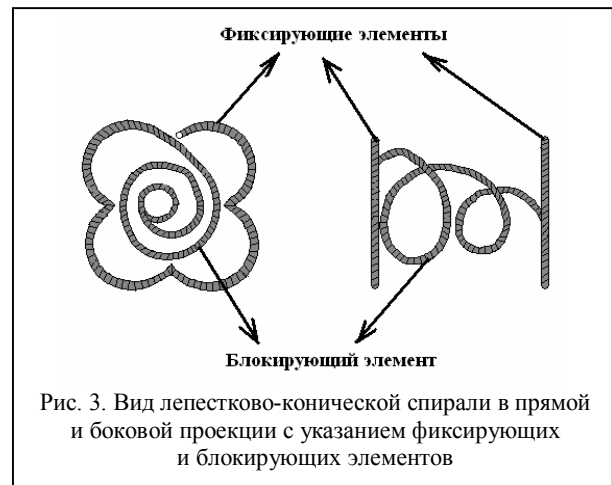 Фиксирующие элементы
Блокирующий элемент
Рис. 3. Вид лепестково-конической спирали в прямой
и боковой проекции с указанием фиксирующих
и блокирующих элементов